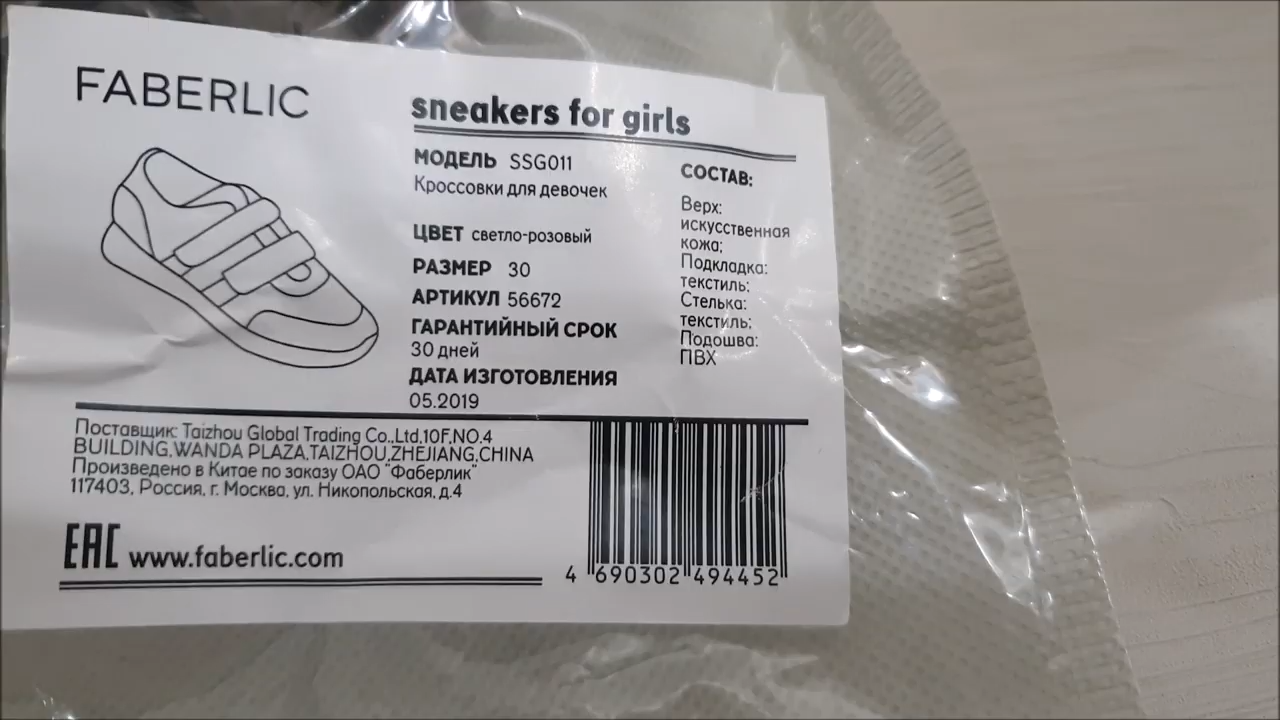 FABERLIC
sneakers for girls
МОДЕЛЬ SSG011
Кроссовки для девочек
ЦВЕТ светло-розовый
РАЗМЕР 30
АРТИКУЛ 56672
ГАРАНТИЙНЫЙ СРОК
30 дней
ДАТА ИЗГОТОВЛЕНИЯ
05.2019
СОСТАВ:
Верх:
искусственная
кожа;
Подкладка:
текстиль;
Стелька:
текстиль;
Подошва:
ПВХ
Поставщик: Taizhou Global Trading Co.,Ltd,10F,NO.4
BUILDING,WANDA PLAZA,TAIZHOU,ZHEJIANG,CHINA
Произведено в Китае по заказу ОАО "Фаберлик"
117403, Россия, г. Москва, ул. Никопольская, д.4
EAC www.faberlic.com
4 690302 494452